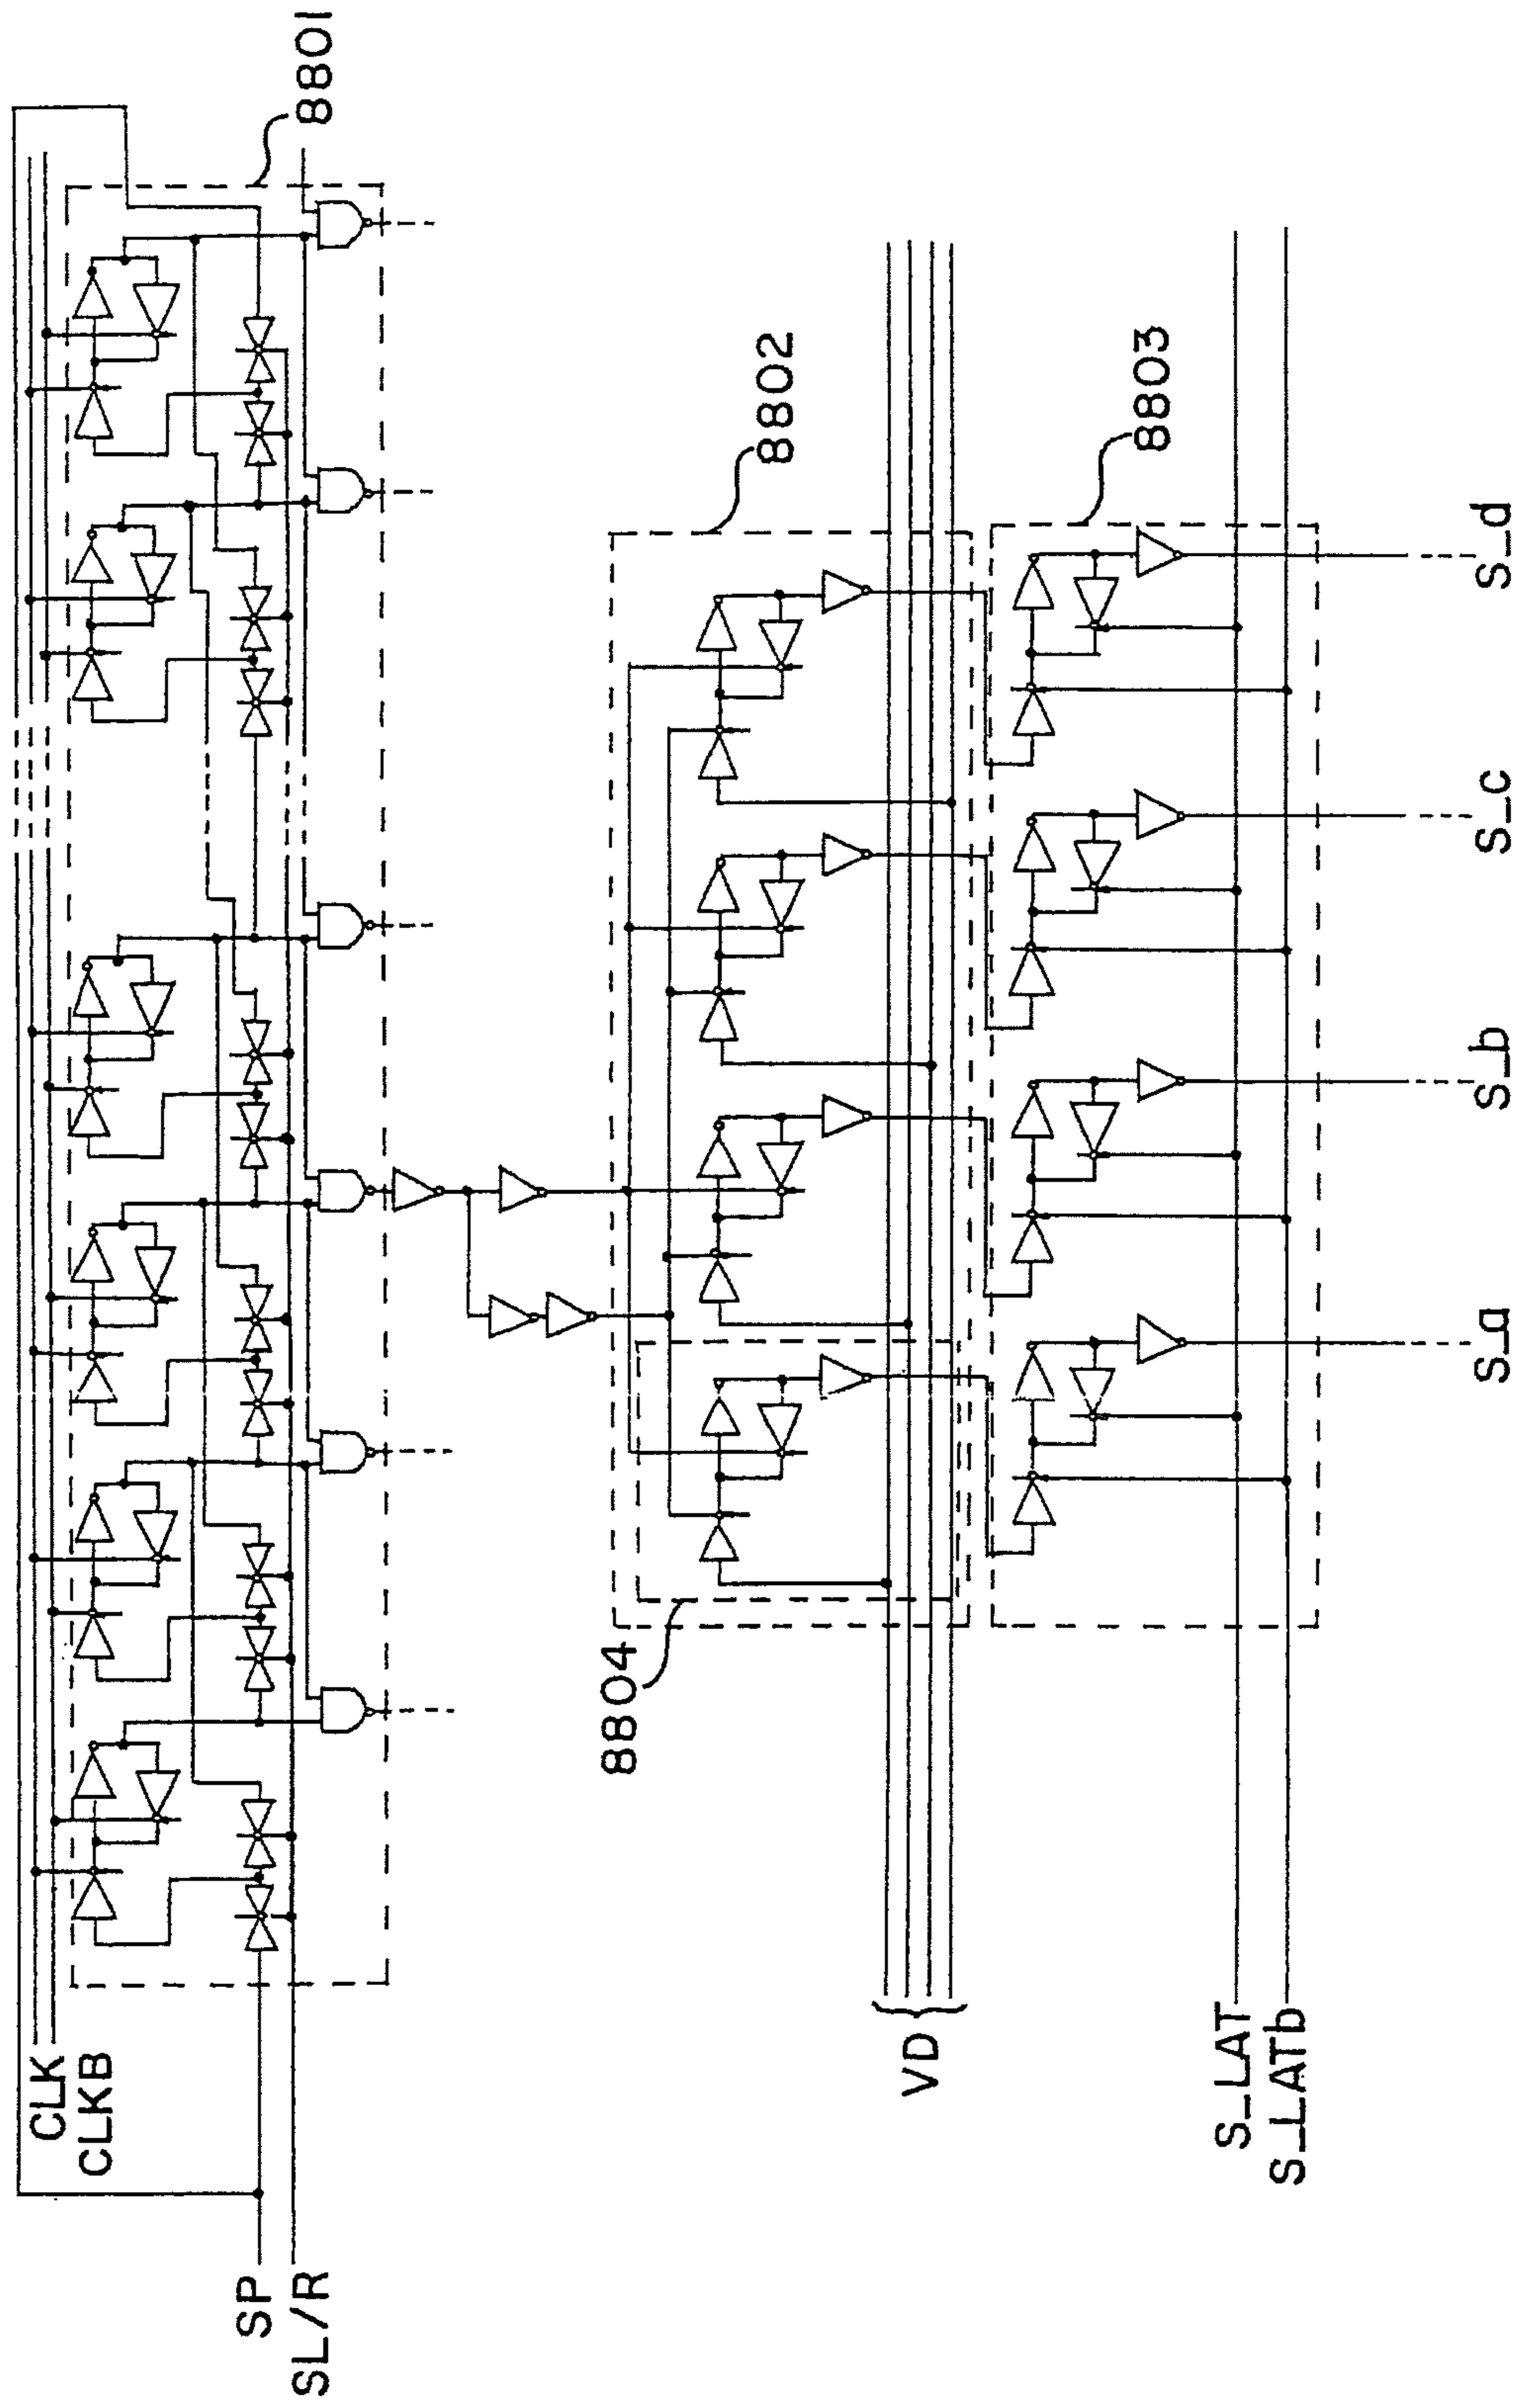 CLK
CLKB
SP
SL/R
8801
8802
8804
VD
8803
S_LAT
S_LATb
S_a
S_b
S_c
S_d